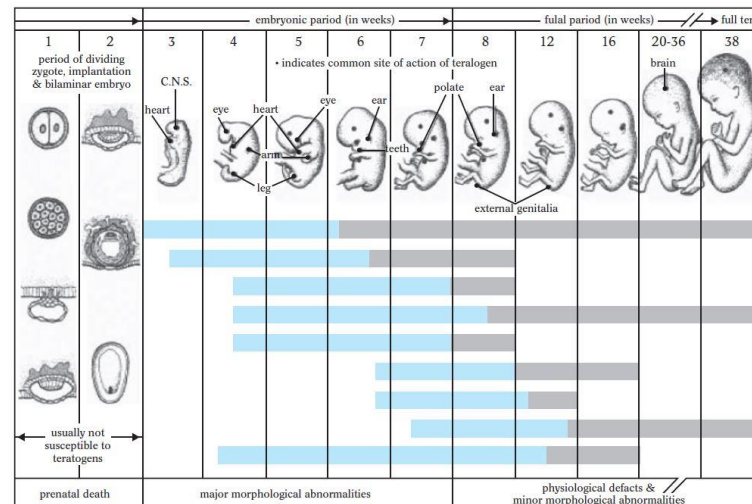 embryonic period (in weeks)
fulal period (in weeks)
full ter
1 2 3 4 5 6 7 8 12 16 20-36 38
period of dividing
zygote, implantation
& bilaminar embryo
• indicates common site of action of teralogen
brain
C.N.S.
heart
eye
heart
eye
ear
polate
ear
arm
teeth
leg
external genitalia
usually not
susceptible to
teratogens
prenatal death
major morphological abnormalities
physiological defects &
minor morphological abnormalities